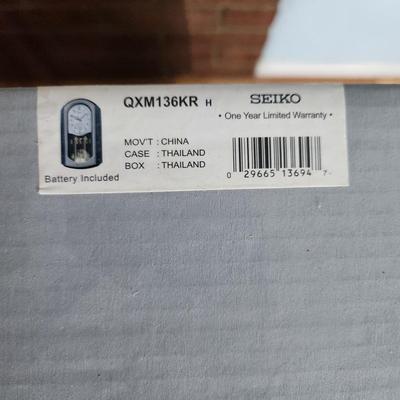 QXM136KR H
SEIKO
• One Year Limited Warranty •
MOV'T : CHINA
CASE : THAILAND
BOX : THAILAND
Battery Included
0 29665 13694 7